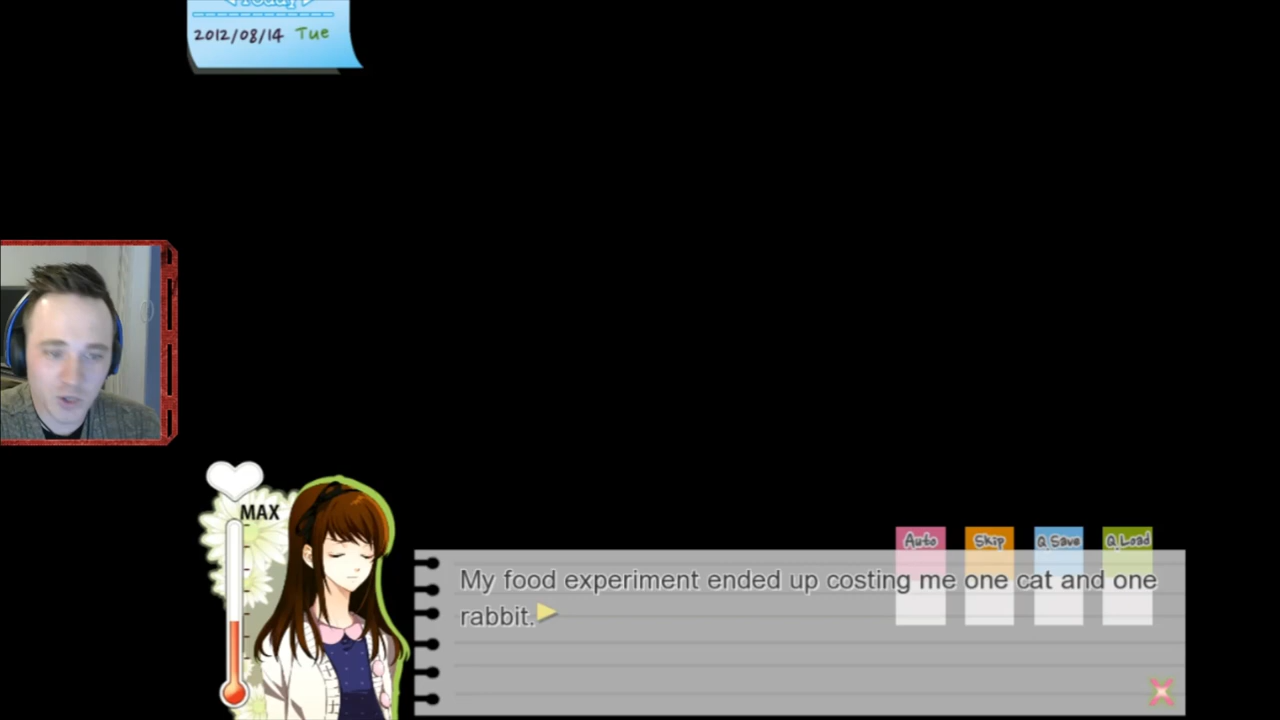 <Today>
2012/08/14 Tue
MAX
Auto Skip Q.Save Q.Load
My food experiment ended up costing me one cat and one
rabbit.